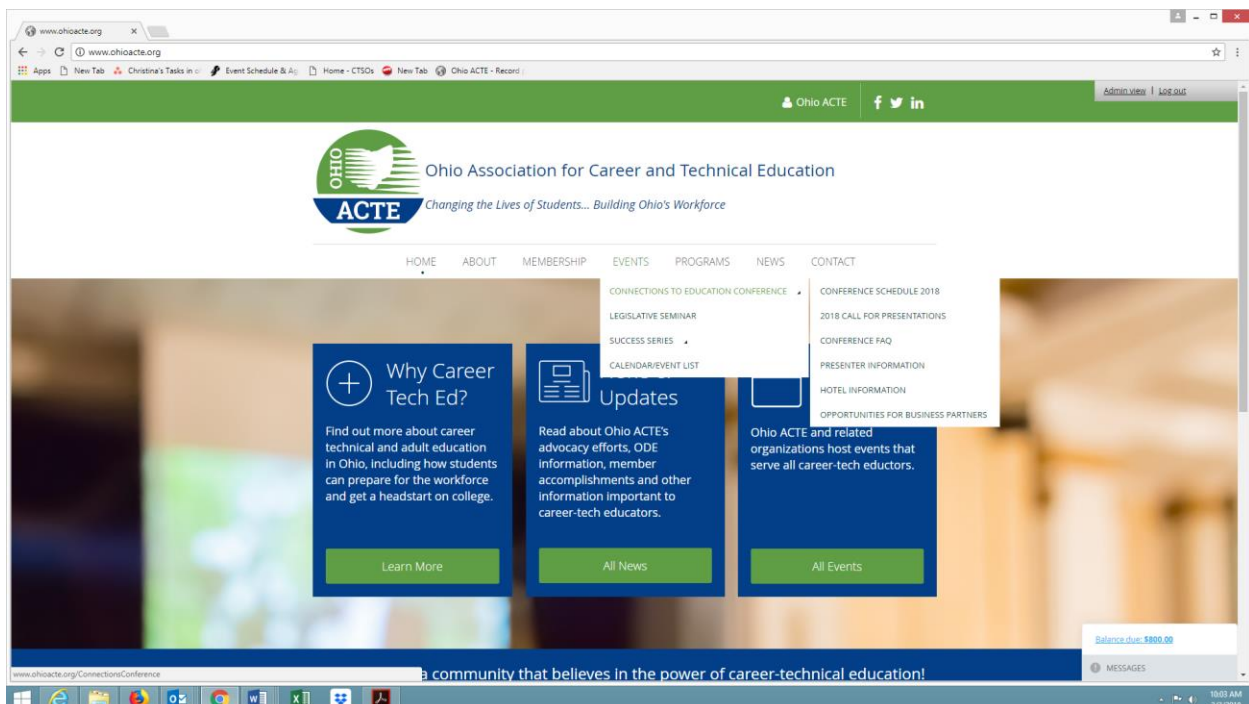 www.ohioacte.org
www.ohioacte.org
Apps New Tab Christina's Tasks in o Event Schedule & Ag Home - CTSOs New Tab Ohio ACTE - Record
Admin view | Log out
Ohio ACTE
OHIO
ACTE
Ohio Association for Career and Technical Education
Changing the Lives of Students... Building Ohio's Workforce
HOME ABOUT MEMBERSHIP EVENTS PROGRAMS NEWS CONTACT
CONNECTIONS TO EDUCATION CONFERENCE
LEGISLATIVE SEMINAR
SUCCESS SERIES
CALENDAR/EVENT LIST
CONFERENCE SCHEDULE 2018
2018 CALL FOR PRESENTATIONS
CONFERENCE FAQ
PRESENTER INFORMATION
HOTEL INFORMATION
OPPORTUNITIES FOR BUSINESS PARTNERS
Why Career
Tech Ed?
Find out more about career
technical and adult education
in Ohio, including how students
can prepare for the workforce
and get a headstart on college.
Learn More
Updates
Read about Ohio ACTE's
advocacy efforts, ODE
information, member
accomplishments and other
information important to
career-tech educators.
All News
Ohio ACTE and related
organizations host events that
serve all career-tech eductors.
All Events
Balance due: $800.00
MESSAGES
www.ohioacte.org/ConnectionsConference
a community that believes in the power of career-technical education!
10:03 AM